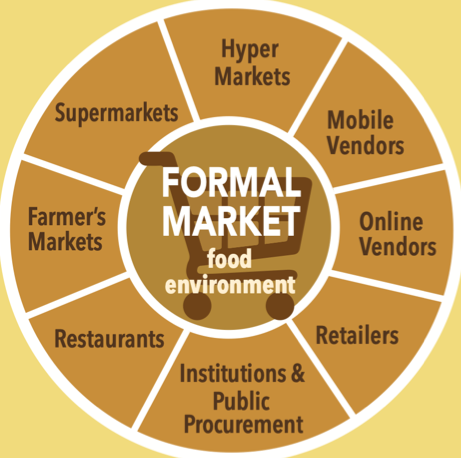 FORMAL
MARKET
food
environment
Hyper
Markets
Mobile
Vendors
Online
Vendors
Retailers
Institutions &
Public
Procurement
Restaurants
Farmer's
Markets
Supermarkets